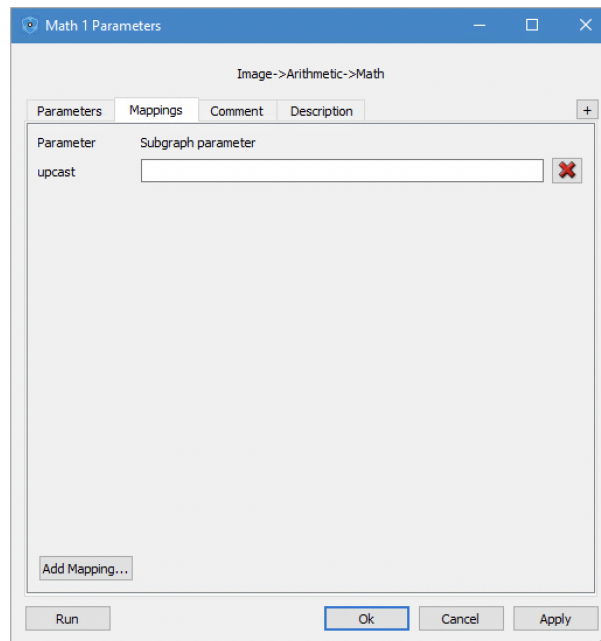 Math 1 Parameters
Image->Arithmetic->Math
Parameters Mappings Comment Description +
Parameter Subgraph parameter
upcast
Add Mapping...
Run Ok Cancel Apply